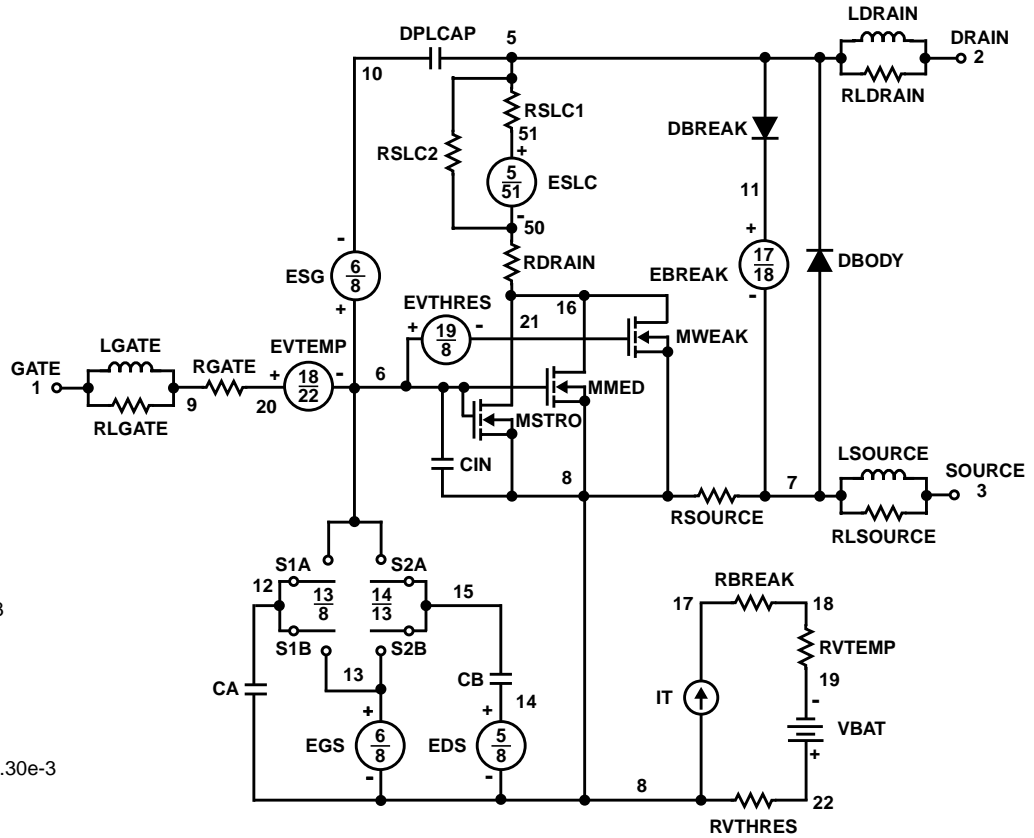 LDRAIN
DPLCAP
5
DRAIN
2
10
RLDRAIN
RSLC1
51
DBREAK
RSLC2
+
5
51
ESLC
11
-
50
-
+
ESG
6
8
+
RDRAIN
EBREAK
17
18
-
DBODY
EVTHRES
16
21
+
19
8
-
MWEAK
LGATE
EVTEMP
GATE
1
RGATE
+
18
22
-
6
MMED
9
20
RLGATE
MSTRO
CIN
8
7
LSOURCE
SOURCE
3
RSOURCE
RLSOURCE
S1A
S2A
12
13
8
14
13
15
RBREAK
17
18
8
S1B
S2B
RVTEMP
13
CA
CB
14
19
IT
-
VBAT
+
+
+
EGS
6
8
EDS
5
8
-
-
.30e-3
8
22
RVTHRES